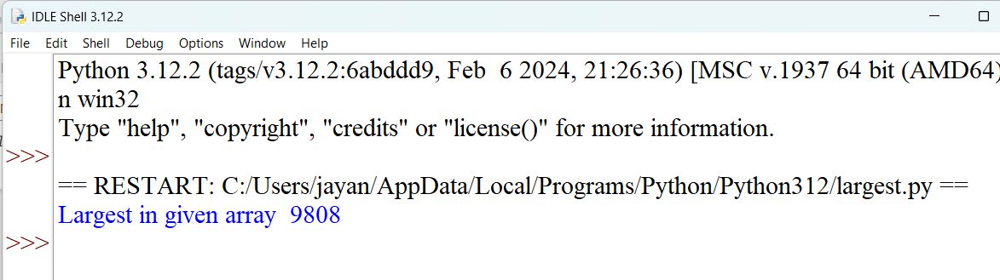 IDLE Shell 3.12.2
File Edit Shell Debug Options Window Help
Python 3.12.2 (tags/v3.12.2:6abddd9, Feb  6 2024, 21:26:36) [MSC v.1937 64 bit (AMD64)
n win32
Type "help", "copyright", "credits" or "license()" for more information.
>>>
== RESTART: C:/Users/jayan/AppData/Local/Programs/Python/Python312/largest.py ==
Largest in given array  9808
>>>